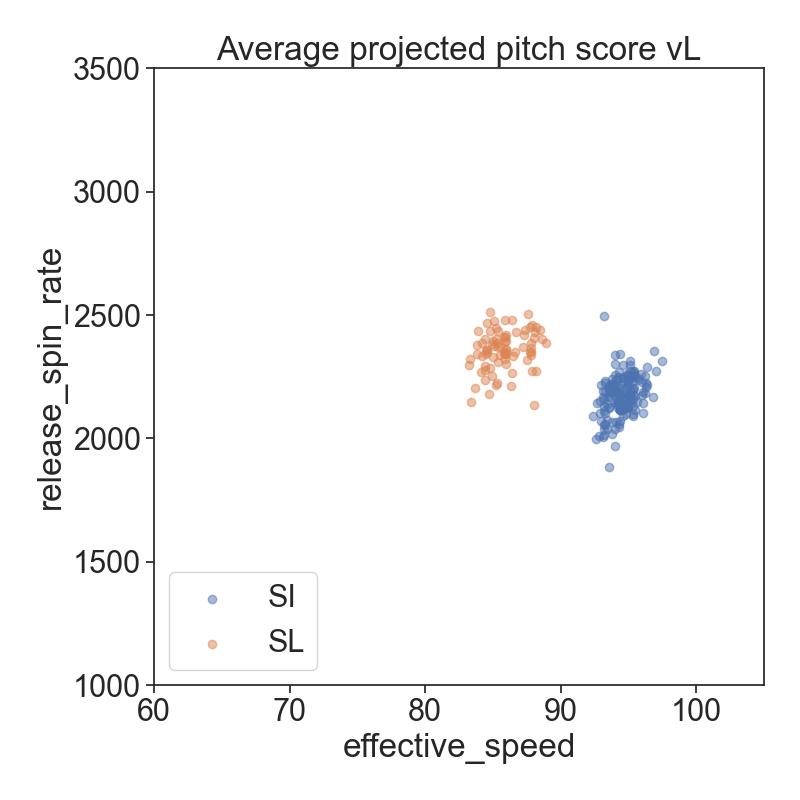 Average projected pitch score vL
3500
3000
2500
2000
1500
1000
release_spin_rate
SI
SL
60 70 80 90 100
effective_speed